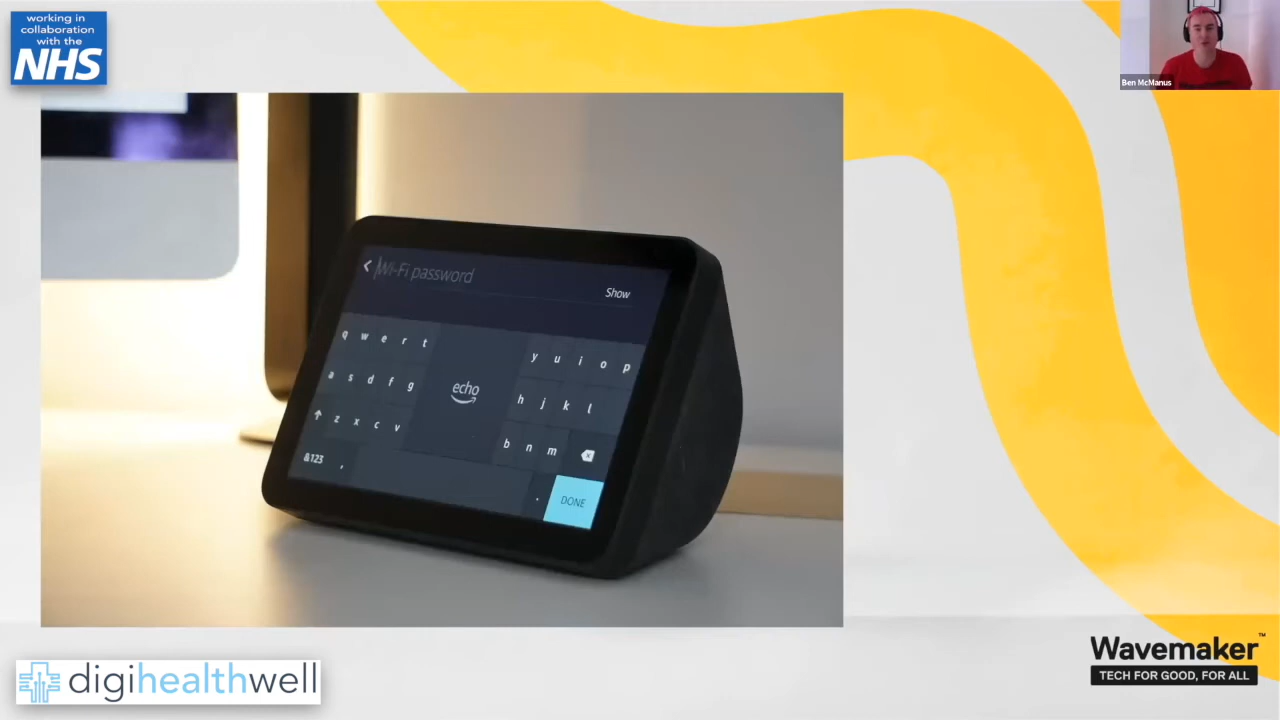 working in
collaboration
with the
NHS
Ben McManus
Wi-Fi password
Show
q w e r t
y u i o p
a s d f g
echo
h j k l
z x c v
b n m
&123 ,
. DONE
digihealthwell
Wavemaker™
TECH FOR GOOD, FOR ALL